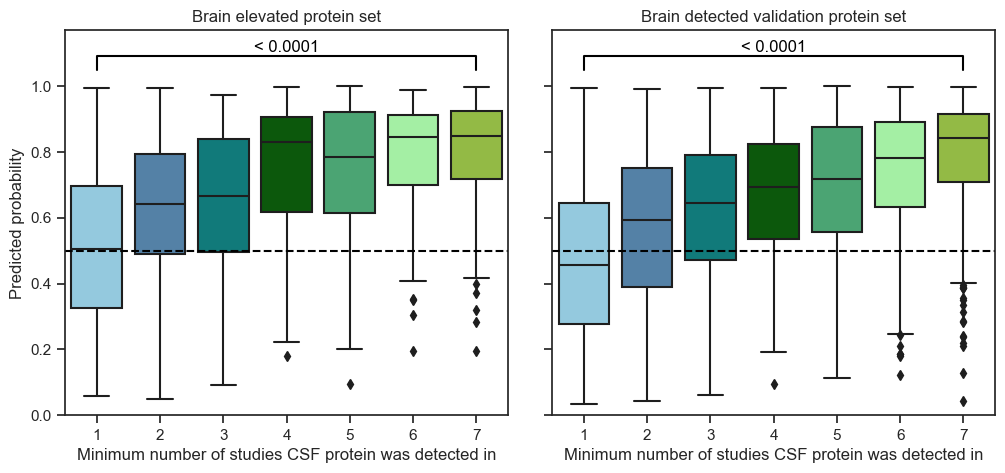 Brain elevated protein set
Brain detected validation protein set
< 0.0001
< 0.0001
Predicted probability
1.0
0.8
0.6
0.4
0.2
0.0
1 2 3 4 5 6 7
1 2 3 4 5 6 7
Minimum number of studies CSF protein was detected in
Minimum number of studies CSF protein was detected in